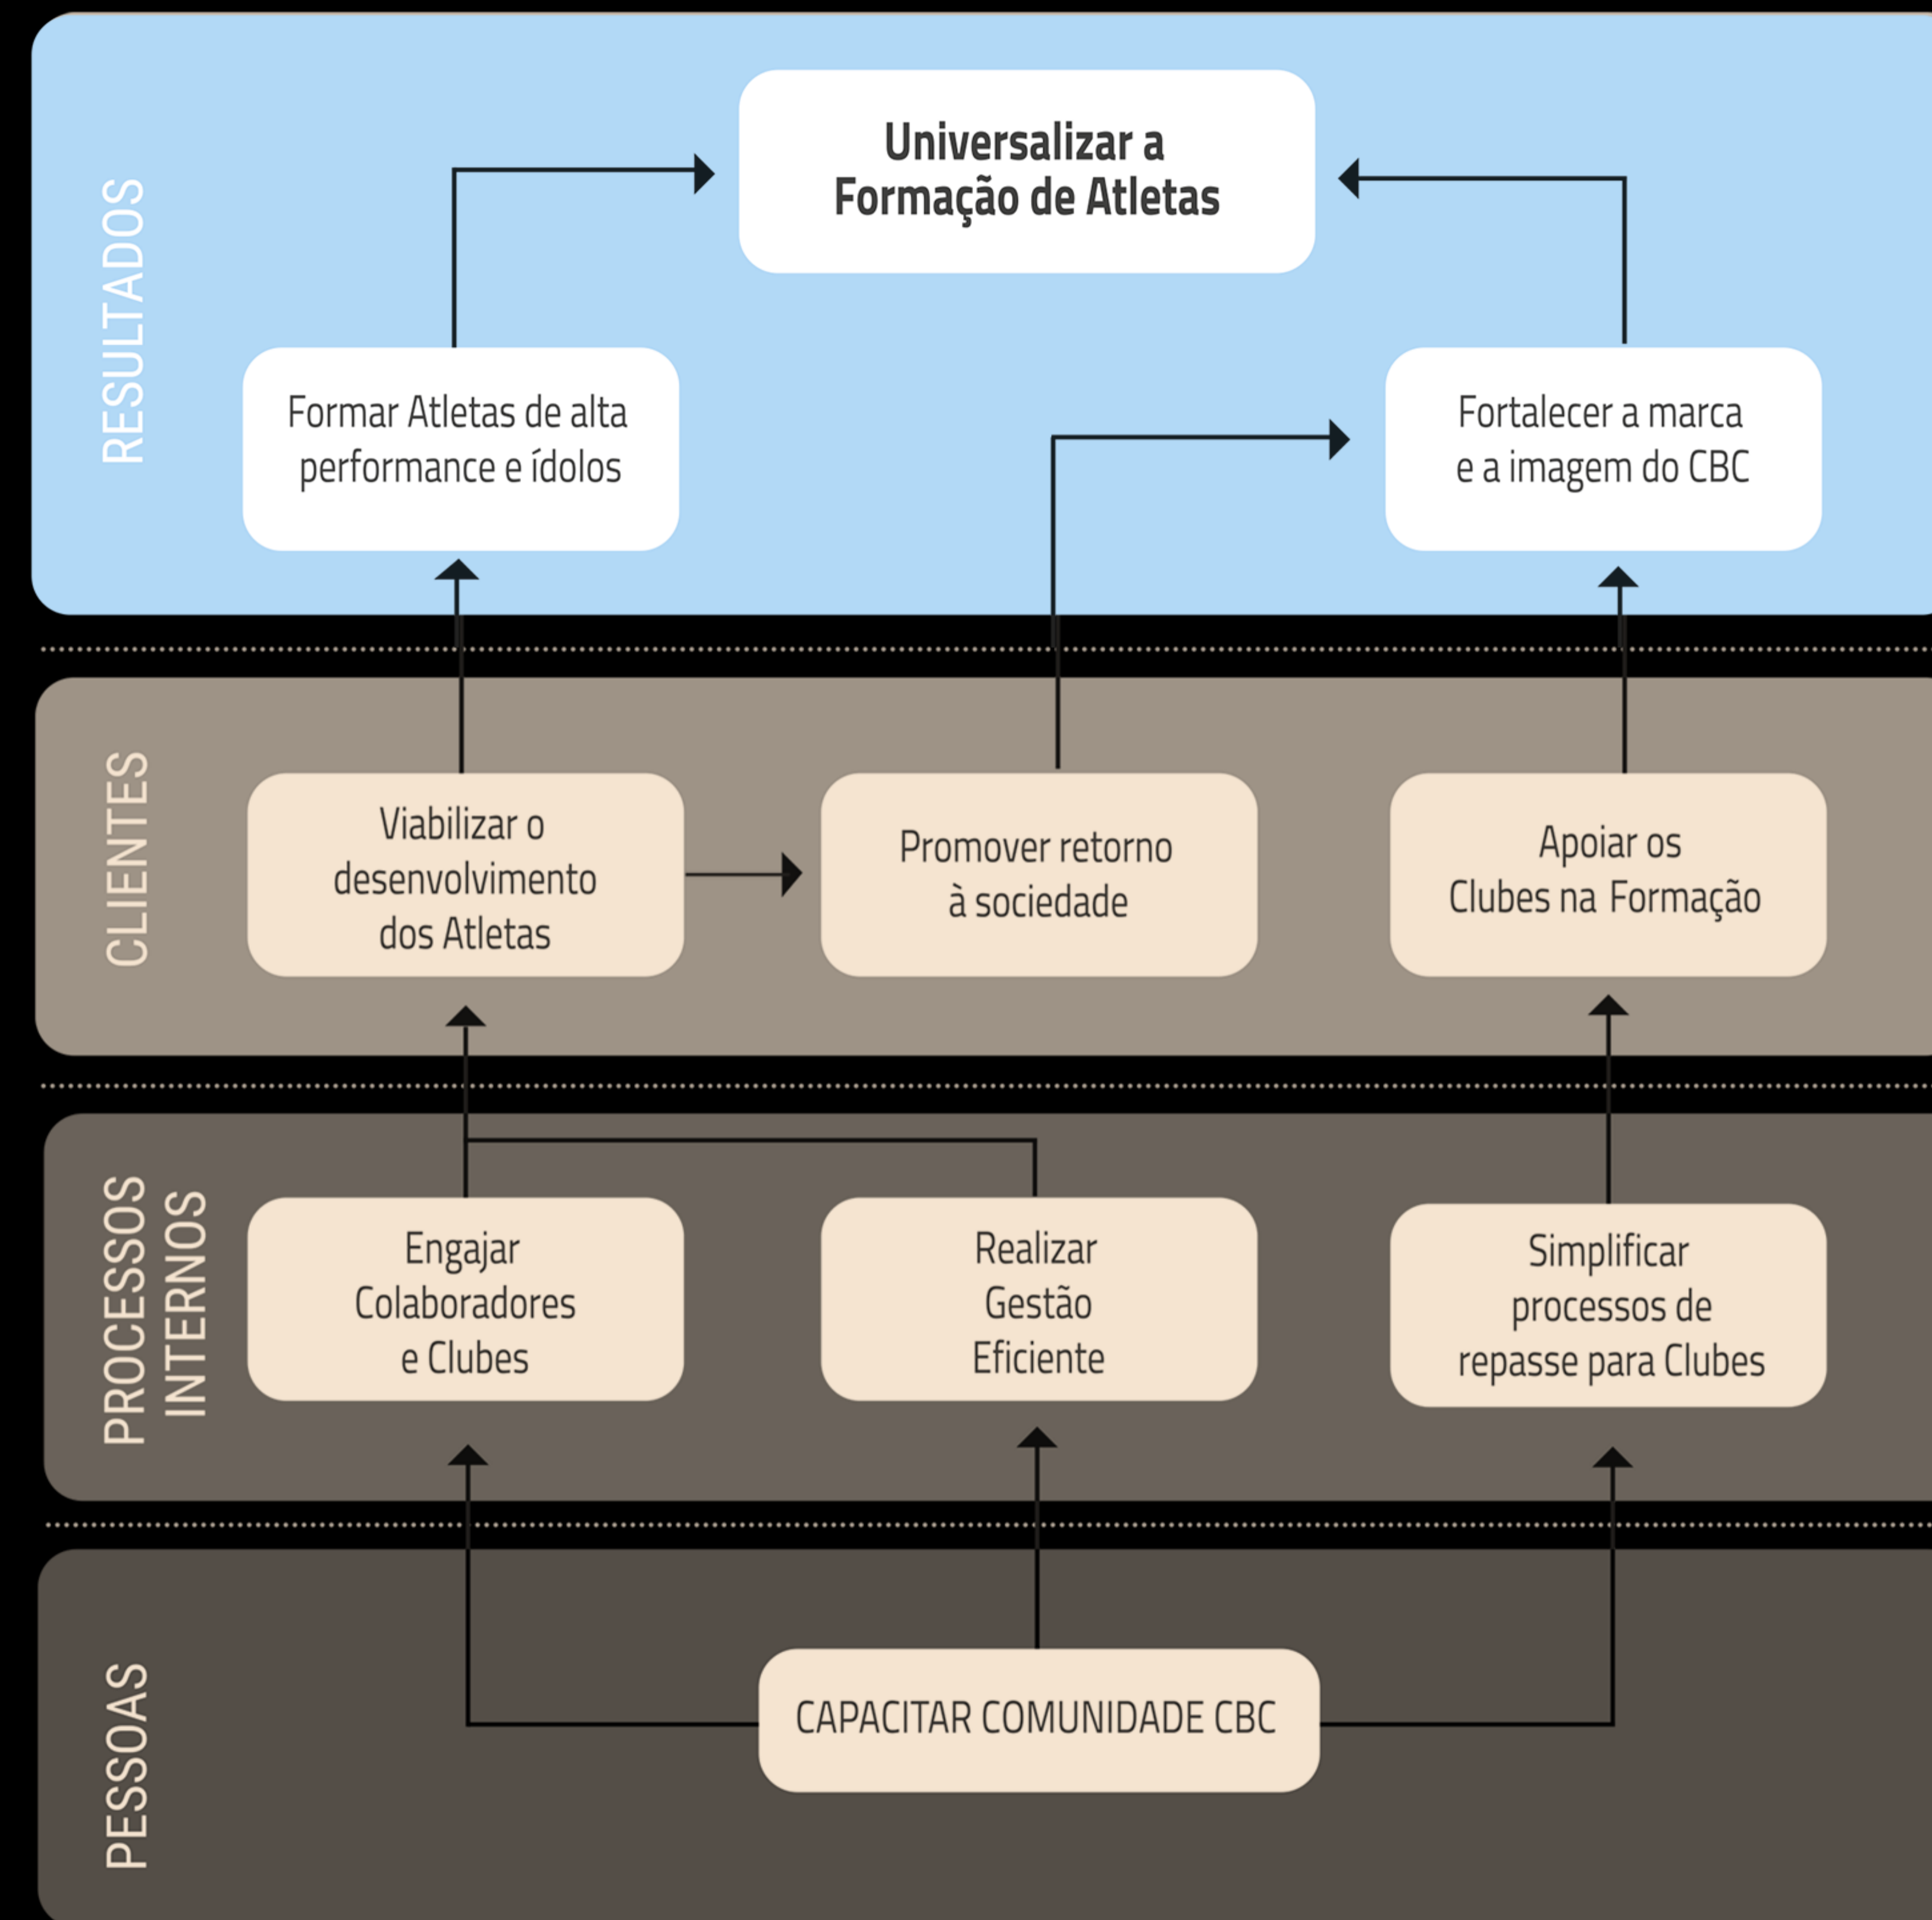 RESULTADOS
Universalizar a
Formação de Atletas
Formar Atletas de alta
performance e ídolos
Fortalecer a marca
e a imagem do CBC
CLIENTES
Viabilizar o
desenvolvimento
dos Atletas
Promover retorno
à sociedade
Apoiar os
Clubes na Formação
PROCESSOS
INTERNOS
Engajar
Colaboradores
e Clubes
Realizar
Gestão
Eficiente
Simplificar
processos de
repasse para Clubes
PESSOAS
CAPACITAR COMUNIDADE CBC